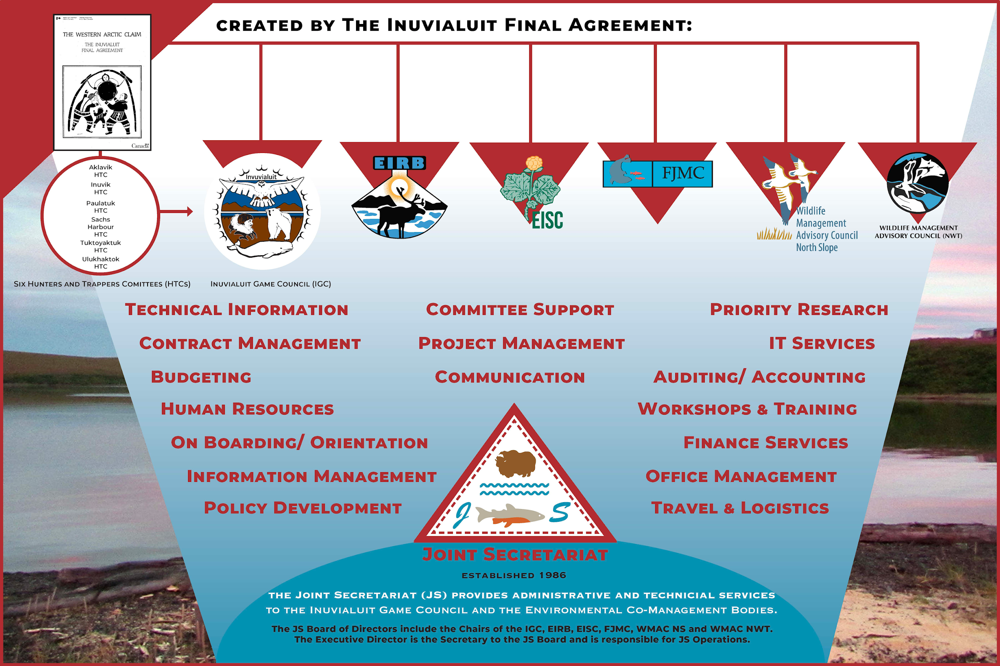 CREATED BY THE INUVIALUIT FINAL AGREEMENT:
THE WESTERN ARCTIC CLAIM
THE INUVIALUIT
FINAL AGREEMENT
Canada
Aklavik
HTC
Inuvik
HTC
Paulatuk
HTC
Sachs
Harbour
HTC
Tuktoyaktuk
HTC
Ulukhaktok
HTC
SIX HUNTERS AND TRAPPERS COMITTEES (HTCS)
Invuvialuit
INUVIALUIT GAME COUNCIL (IGC)
EIRB
EISC
FJMC
Wildlife
Management
Advisory Council
North Slope
WILDLIFE MANAGEMENT
ADVISORY COUNCIL (NWT)
TECHNICAL INFORMATION
COMMITTEE SUPPORT
PRIORITY RESEARCH
CONTRACT MANAGEMENT
PROJECT MANAGEMENT
IT SERVICES
BUDGETING
COMMUNICATION
AUDITING/ ACCOUNTING
HUMAN RESOURCES
WORKSHOPS & TRAINING
ON BOARDING/ ORIENTATION
FINANCE SERVICES
INFORMATION MANAGEMENT
OFFICE MANAGEMENT
POLICY DEVELOPMENT
TRAVEL & LOGISTICS
J S
JOINT SECRETARIAT
ESTABLISHED 1986
THE JOINT SECRETARIAT (JS) PROVIDES ADMINISTRATIVE AND TECHNICIAL SERVICES
TO THE INUVIALUIT GAME COUNCIL AND THE ENVIRONMENTAL CO-MANAGEMENT BODIES.
The JS Board of Directors include the Chairs of the IGC, EIRB, EISC, FJMC, WMAC NS and WMAC NWT.
The Executive Director is the Secretary to the JS Board and is responsible for JS Operations.